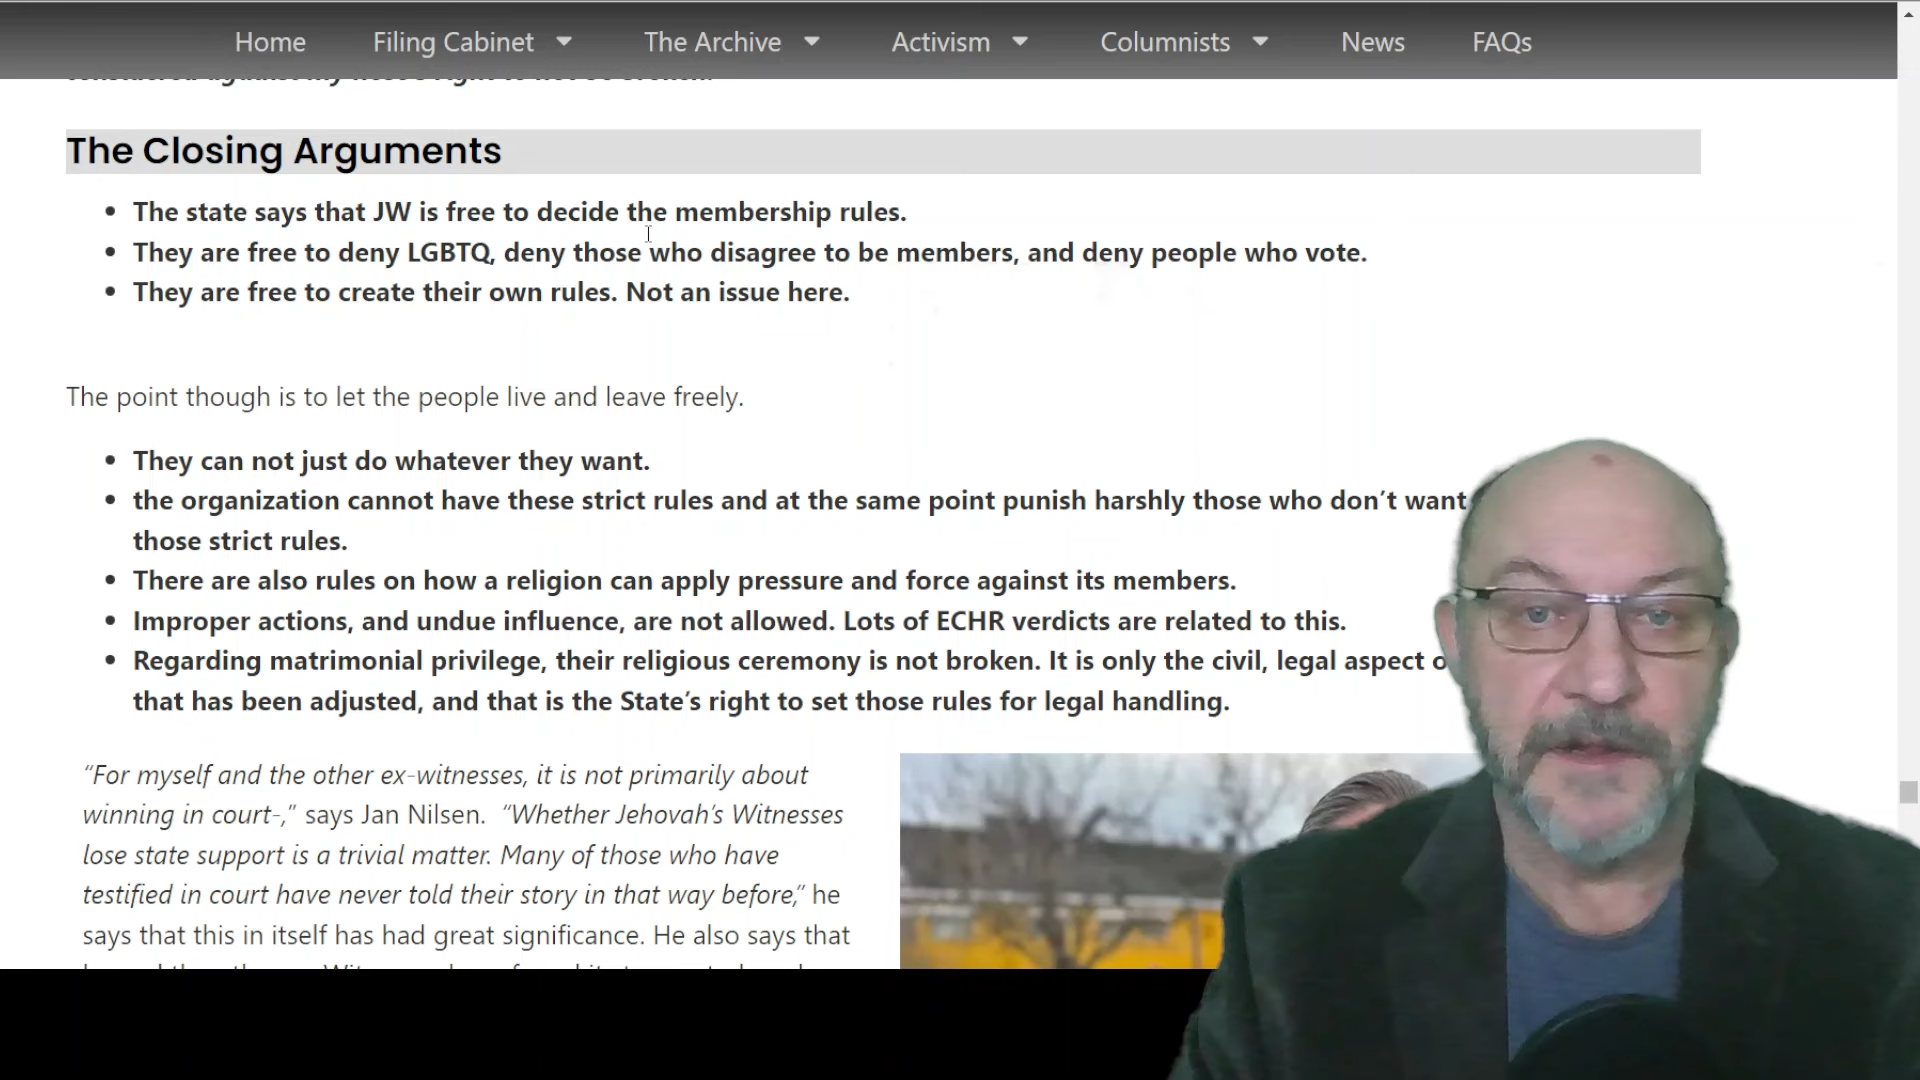 Home Filing Cabinet The Archive Activism Columnists News FAQs
The Closing Arguments
• The state says that JW is free to decide the membership rules.
• They are free to deny LGBTQ, deny those who disagree to be members, and deny people who vote.
• They are free to create their own rules. Not an issue here.
The point though is to let the people live and leave freely.
• They can not just do whatever they want.
• the organization cannot have these strict rules and at the same point punish harshly those who don’t want
those strict rules.
• There are also rules on how a religion can apply pressure and force against its members.
• Improper actions, and undue influence, are not allowed. Lots of ECHR verdicts are related to this.
• Regarding matrimonial privilege, their religious ceremony is not broken. It is only the civil, legal aspect
that has been adjusted, and that is the State’s right to set those rules for legal handling.
“For myself and the other ex-witnesses, it is not primarily about
winning in court-,” says Jan Nilsen. “Whether Jehovah’s Witnesses
lose state support is a trivial matter. Many of those who have
testified in court have never told their story in that way before,” he
says that this in itself has had great significance. He also says that